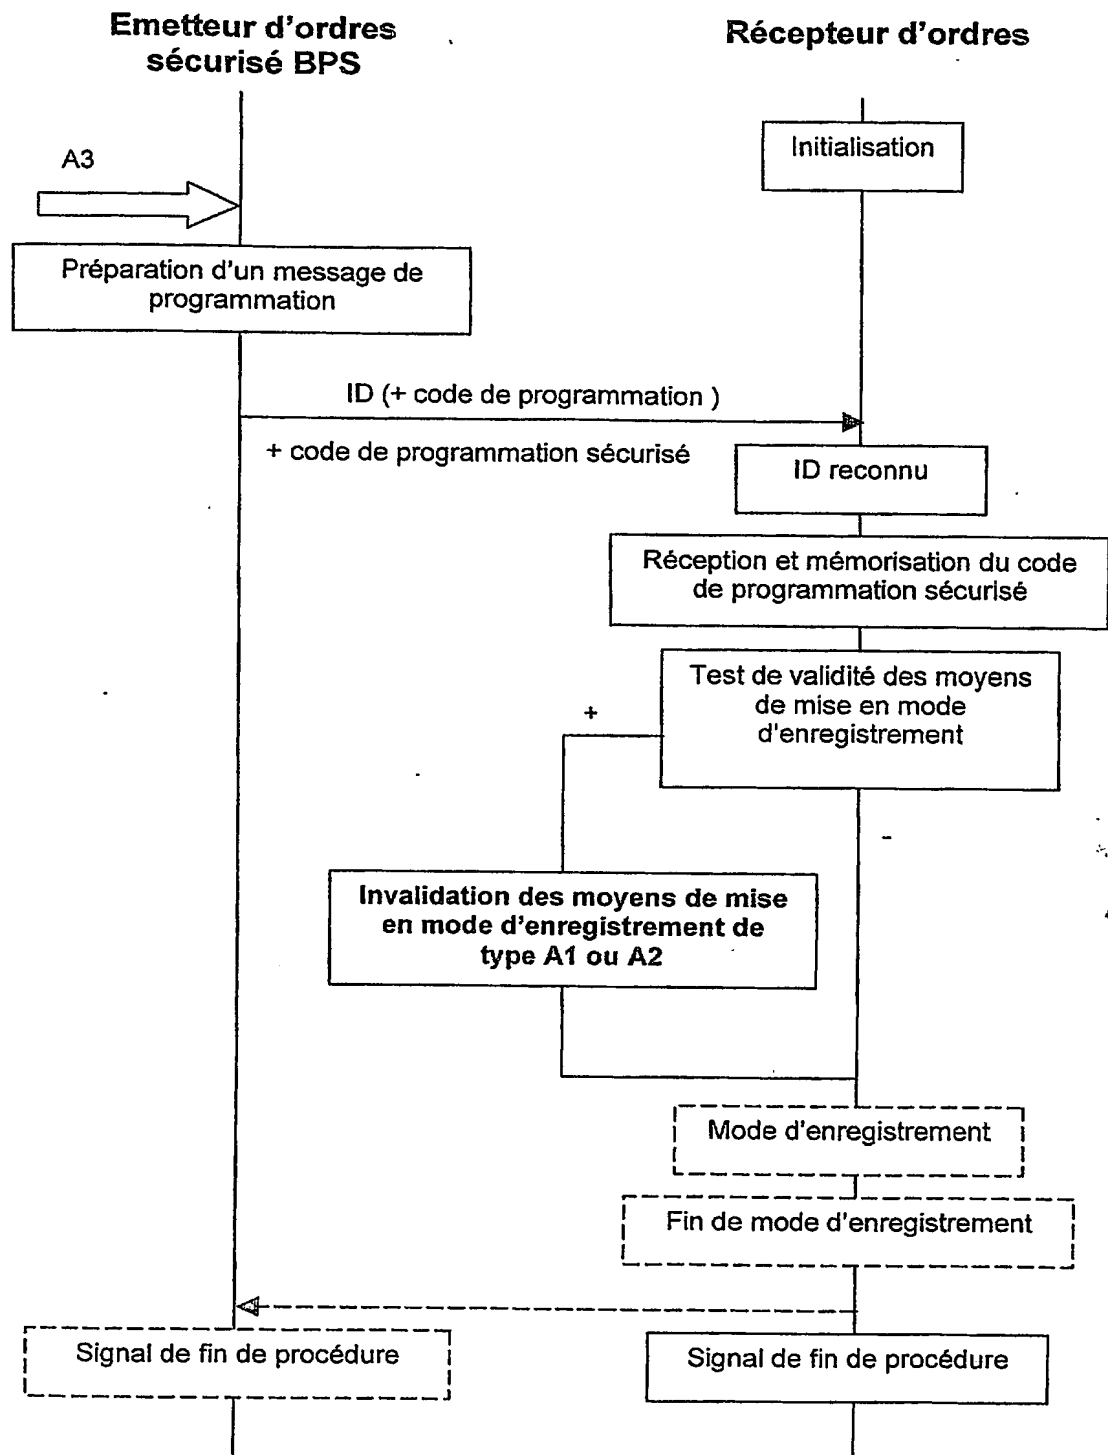 Emetteur d'ordres
sécurisé BPS
Récepteur d'ordres
Initialisation
A3
Préparation d'un message de
programmation
ID (+ code de programmation )
+ code de programmation sécurisé
ID reconnu
Réception et mémorisation du code
de programmation sécurisé
Test de validité des moyens
de mise en mode
d'enregistrement
+
-
Invalidation des moyens de mise
en mode d'enregistrement de
type A1 ou A2
Mode d'enregistrement
Fin de mode d'enregistrement
Signal de fin de procédure
Signal de fin de procédure